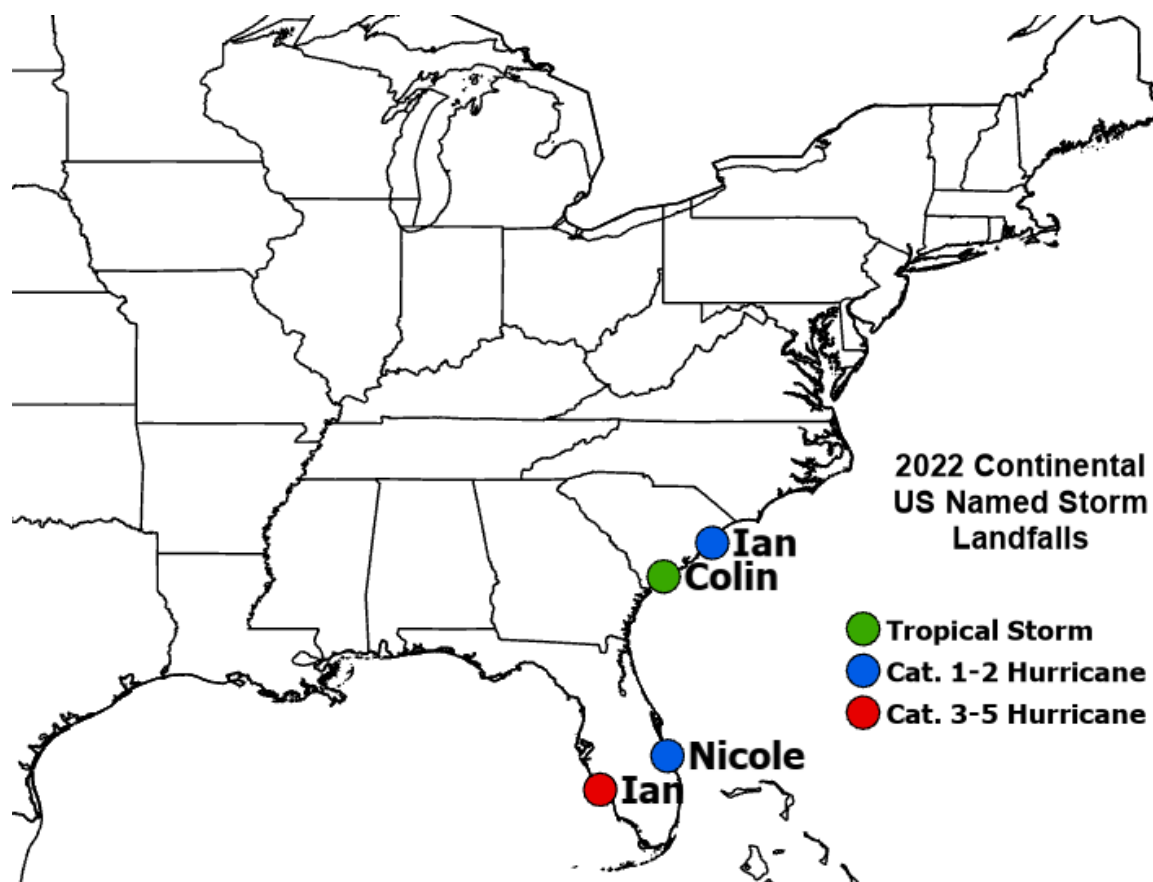 2022 Continental
US Named Storm
Landfalls
Ian
Colin
Tropical Storm
Cat. 1-2 Hurricane
Cat. 3-5 Hurricane
Nicole
Ian